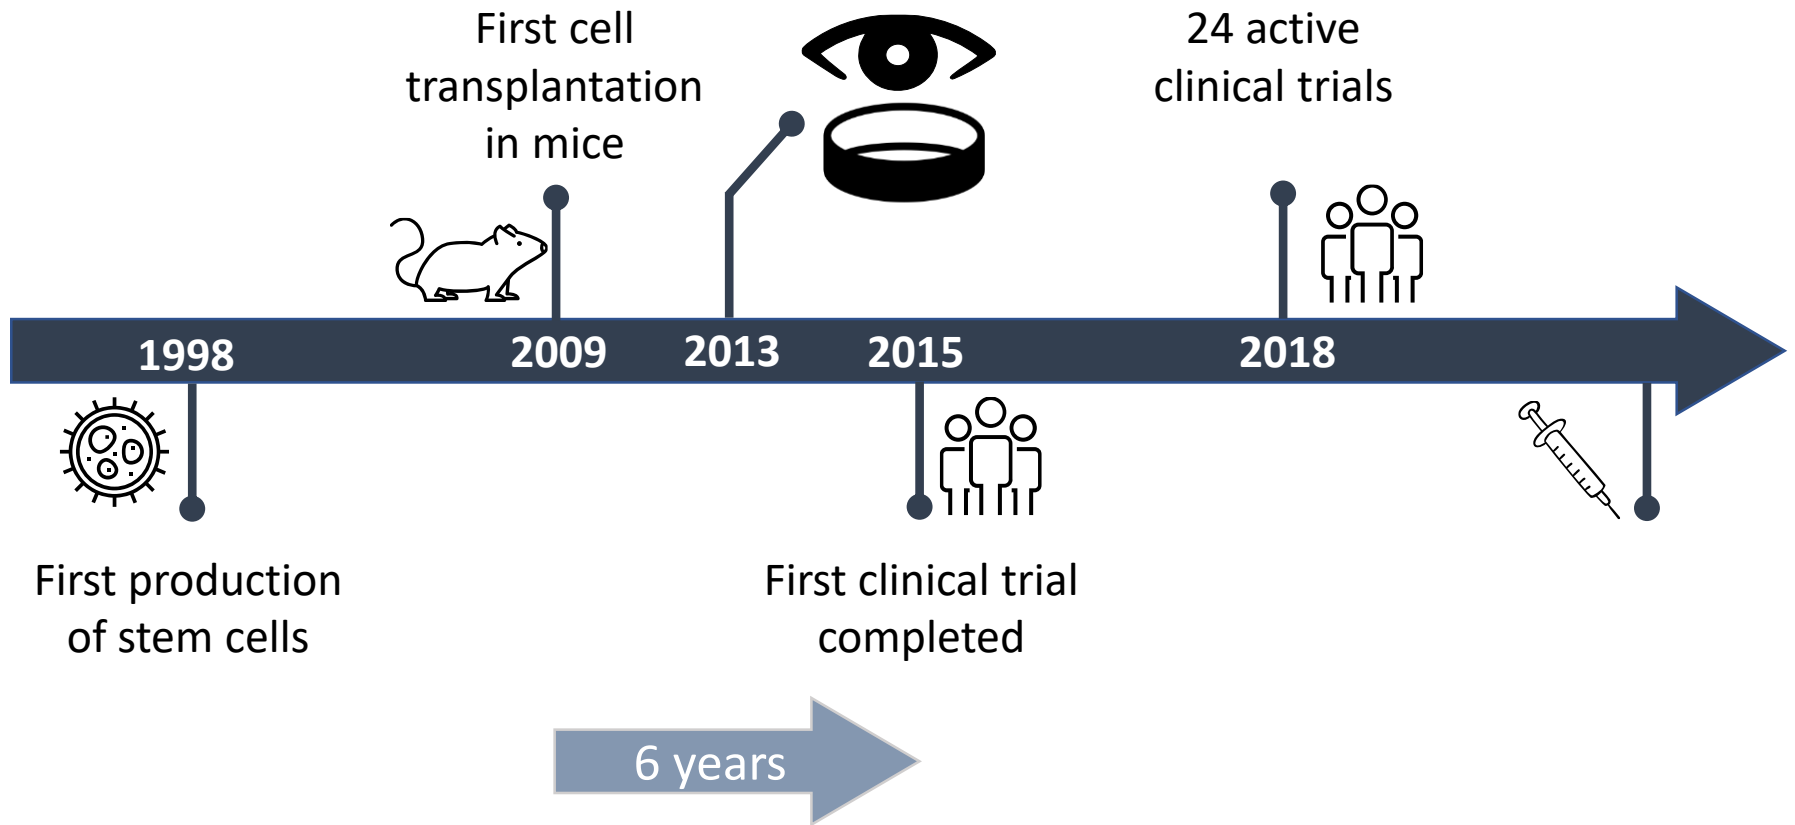 First cell
transplantation
in mice
24 active
clinical trials
1998
2009
2013
2015
2018
First production
of stem cells
First clinical trial
completed
6 years